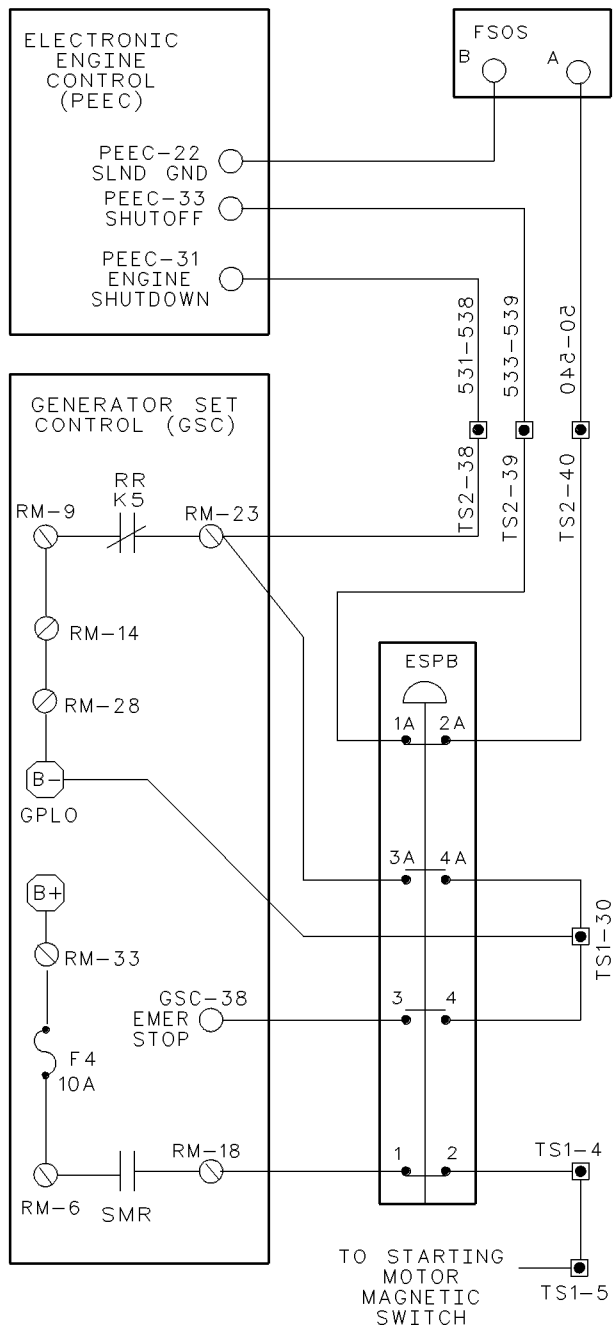 ELECTRONIC
ENGINE
CONTROL
(PEEC)
FSOS
B
A
PEEC-22
SLND GND
PEEC-33
SHUTOFF
PEEC-31
ENGINE
SHUTDOWN
531-538
533-539
50-540
GENERATOR SET
CONTROL (GSC)
TS2-38
TS2-39
TS2-40
RR
K5
RM-9
RM-23
RM-14
RM-28
B-
GPLO
ESPB
1A
2A
3A
4A
B+
RM-33
TS1-30
GSC-38
EMER
STOP
3
4
F4
10A
RM-6
SMR
RM-18
1
2
TS1-4
TO STARTING
MOTOR
MAGNETIC
SWITCH
TS1-5